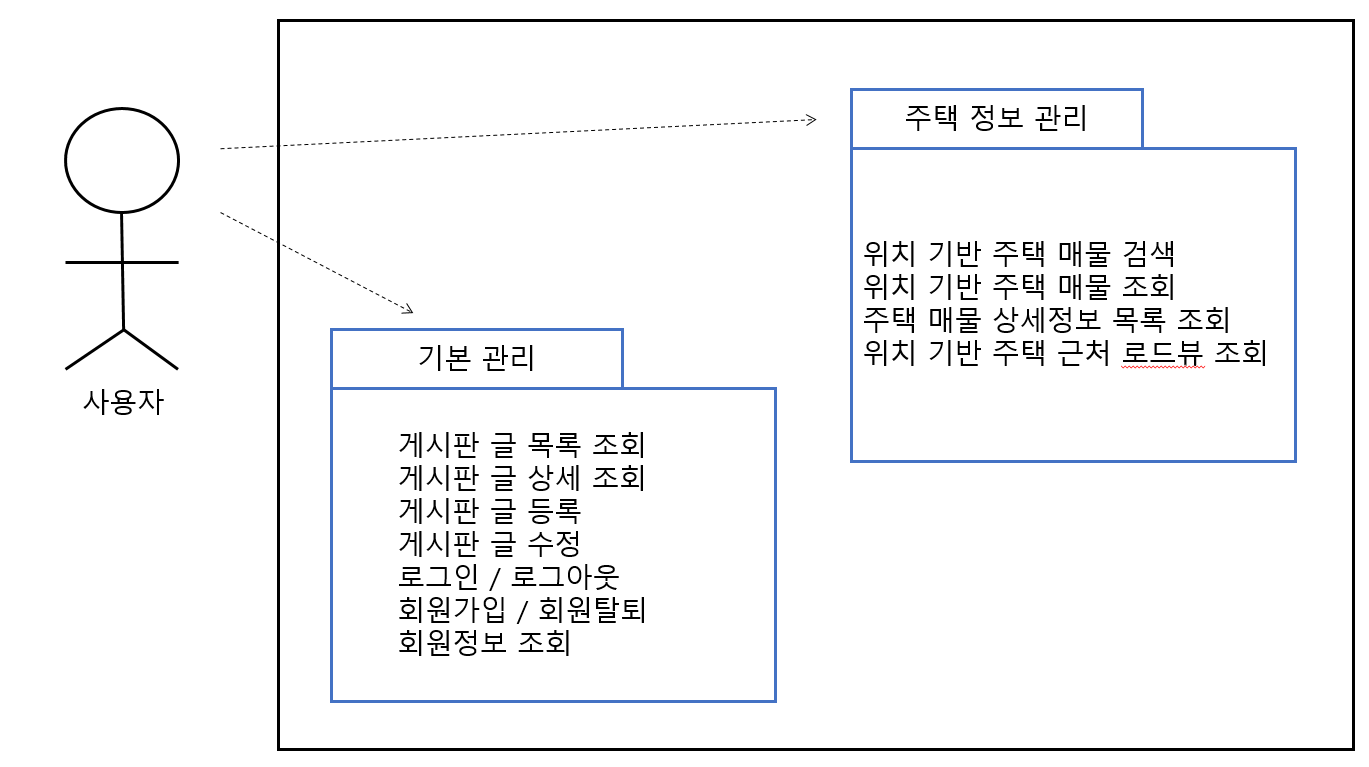 주택 정보 관리
위치 기반 주택 매물 검색
위치 기반 주택 매물 조회
주택 매물 상세정보 목록 조회
위치 기반 주택 근처 로드뷰 조회
사용자
기본 관리
게시판 글 목록 조회
게시판 글 상세 조회
게시판 글 등록
게시판 글 수정
로그인 / 로그아웃
회원가입 / 회원탈퇴
회원정보 조회